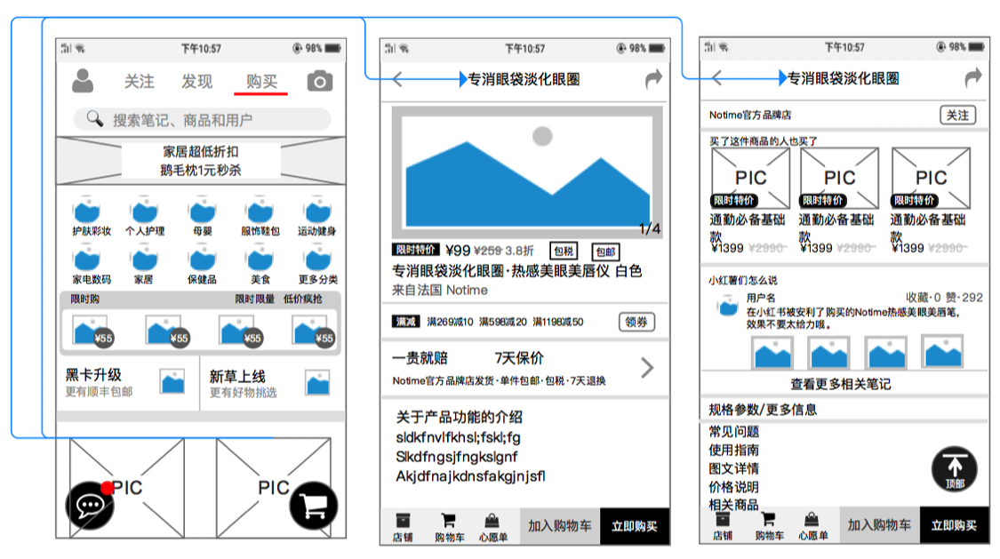 下午10:57
98%
关注 发现 购买
搜索笔记、商品和用户
家居超低折扣
鹅毛枕1元秒杀
护肤彩妆 个人护理 母婴 服饰鞋包 运动健身
家电数码 家居 保健品 美食 更多分类
限时购 限时限量 低价疯抢
¥55 ¥55 ¥55 ¥55
黑卡升级
更有顺丰包邮
新草上线
更有好物挑选
PIC PIC
下午10:57
98%
专消眼袋淡化眼圈
1/4
限时特价 ¥99 ¥259 3.8折 包税 包邮
专消眼袋淡化眼圈·热感美眼美唇仪 白色
来自法国 Notime
满减 满269减10 满598减20 满1198减50 领券
一贵就赔 7天保价
Notime官方品牌店发货·单件包邮·包税·7天退换
关于产品功能的介绍
sldkfnvlfkhsl;fskl;fg
Slkdfngsjfngkslgnf
Akjdfnajkdnsfakgjnjsfl
店铺 购物车 心愿单 加入购物车 立即购买
下午10:57
98%
专消眼袋淡化眼圈
Notime官方品牌店 关注
买了这件商品的人也买了
PIC PIC PIC
限时特价 限时特价 限时特价
通勤必备基础 通勤必备基础 通勤必备基础
款 款 款
¥1399 ¥2990 ¥1399 ¥2990 ¥1399 ¥2990
小红薯们怎么说
用户名 收藏·0 赞·292
在小红书被安利了购买的Notime热感美眼美唇笔,
效果不要太给力哦。
查看更多相关笔记
规格参数/更多信息
常见问题
使用指南
图文详情
价格说明
相关商品
顶部
店铺 购物车 心愿单 加入购物车 立即购买